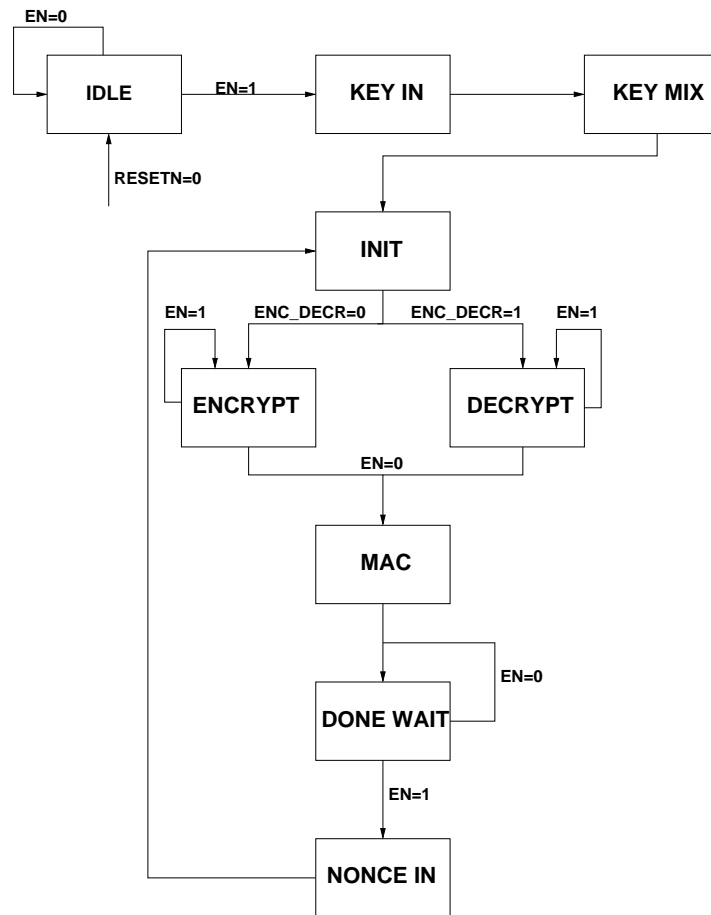 EN=0
IDLE
EN=1
KEY IN
KEY MIX
RESETN=0
INIT
EN=1
ENC_DECR=0
ENC_DECR=1
EN=1
ENCRYPT
DECRYPT
EN=0
MAC
EN=0
DONE WAIT
EN=1
NONCE IN